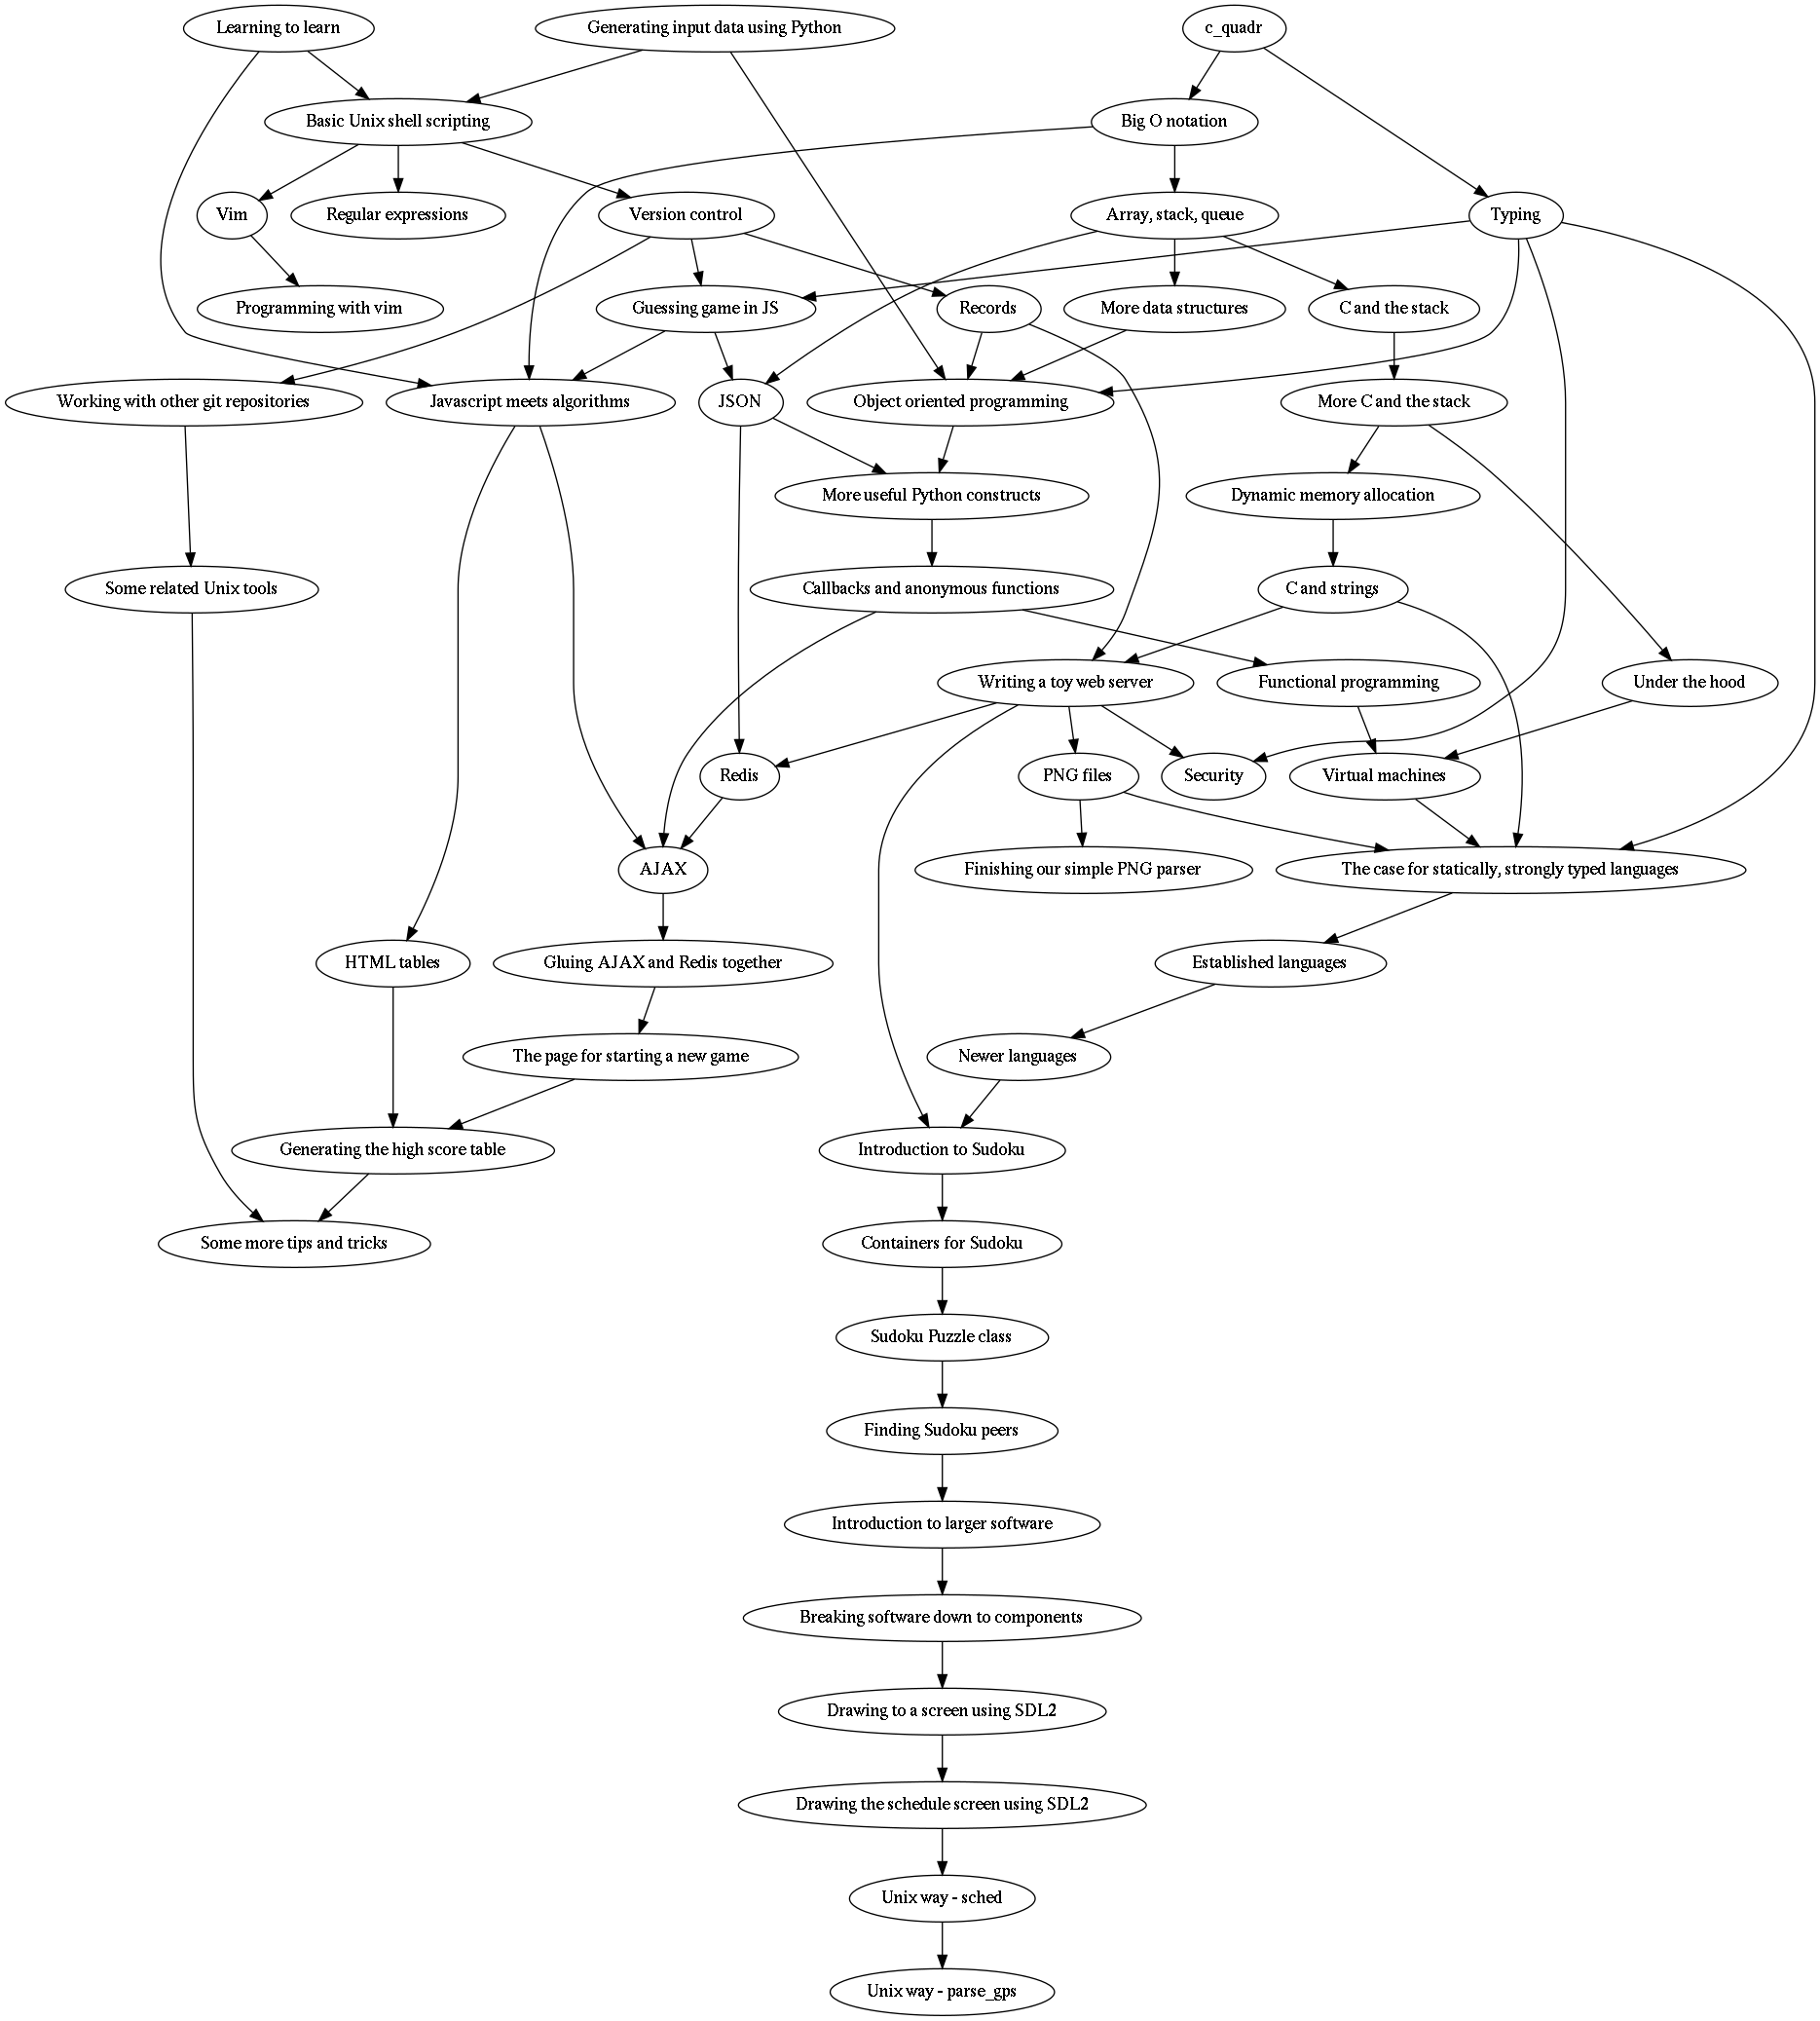 Learning to learn
Generating input data using Python
c_quadr
Basic Unix shell scripting
Big O notation
Vim
Regular expressions
Version control
Array, stack, queue
Typing
Programming with vim
Guessing game in JS
Records
More data structures
C and the stack
Working with other git repositories
Javascript meets algorithms
JSON
Object oriented programming
More C and the stack
More useful Python constructs
Dynamic memory allocation
Some related Unix tools
Callbacks and anonymous functions
C and strings
Writing a toy web server
Functional programming
Under the hood
Redis
PNG files
Security
Virtual machines
AJAX
Finishing our simple PNG parser
The case for statically, strongly typed languages
HTML tables
Gluing AJAX and Redis together
Established languages
The page for starting a new game
Newer languages
Generating the high score table
Introduction to Sudoku
Some more tips and tricks
Containers for Sudoku
Sudoku Puzzle class
Finding Sudoku peers
Introduction to larger software
Breaking software down to components
Drawing to a screen using SDL2
Drawing the schedule screen using SDL2
Unix way - sched
Unix way - parse_gps